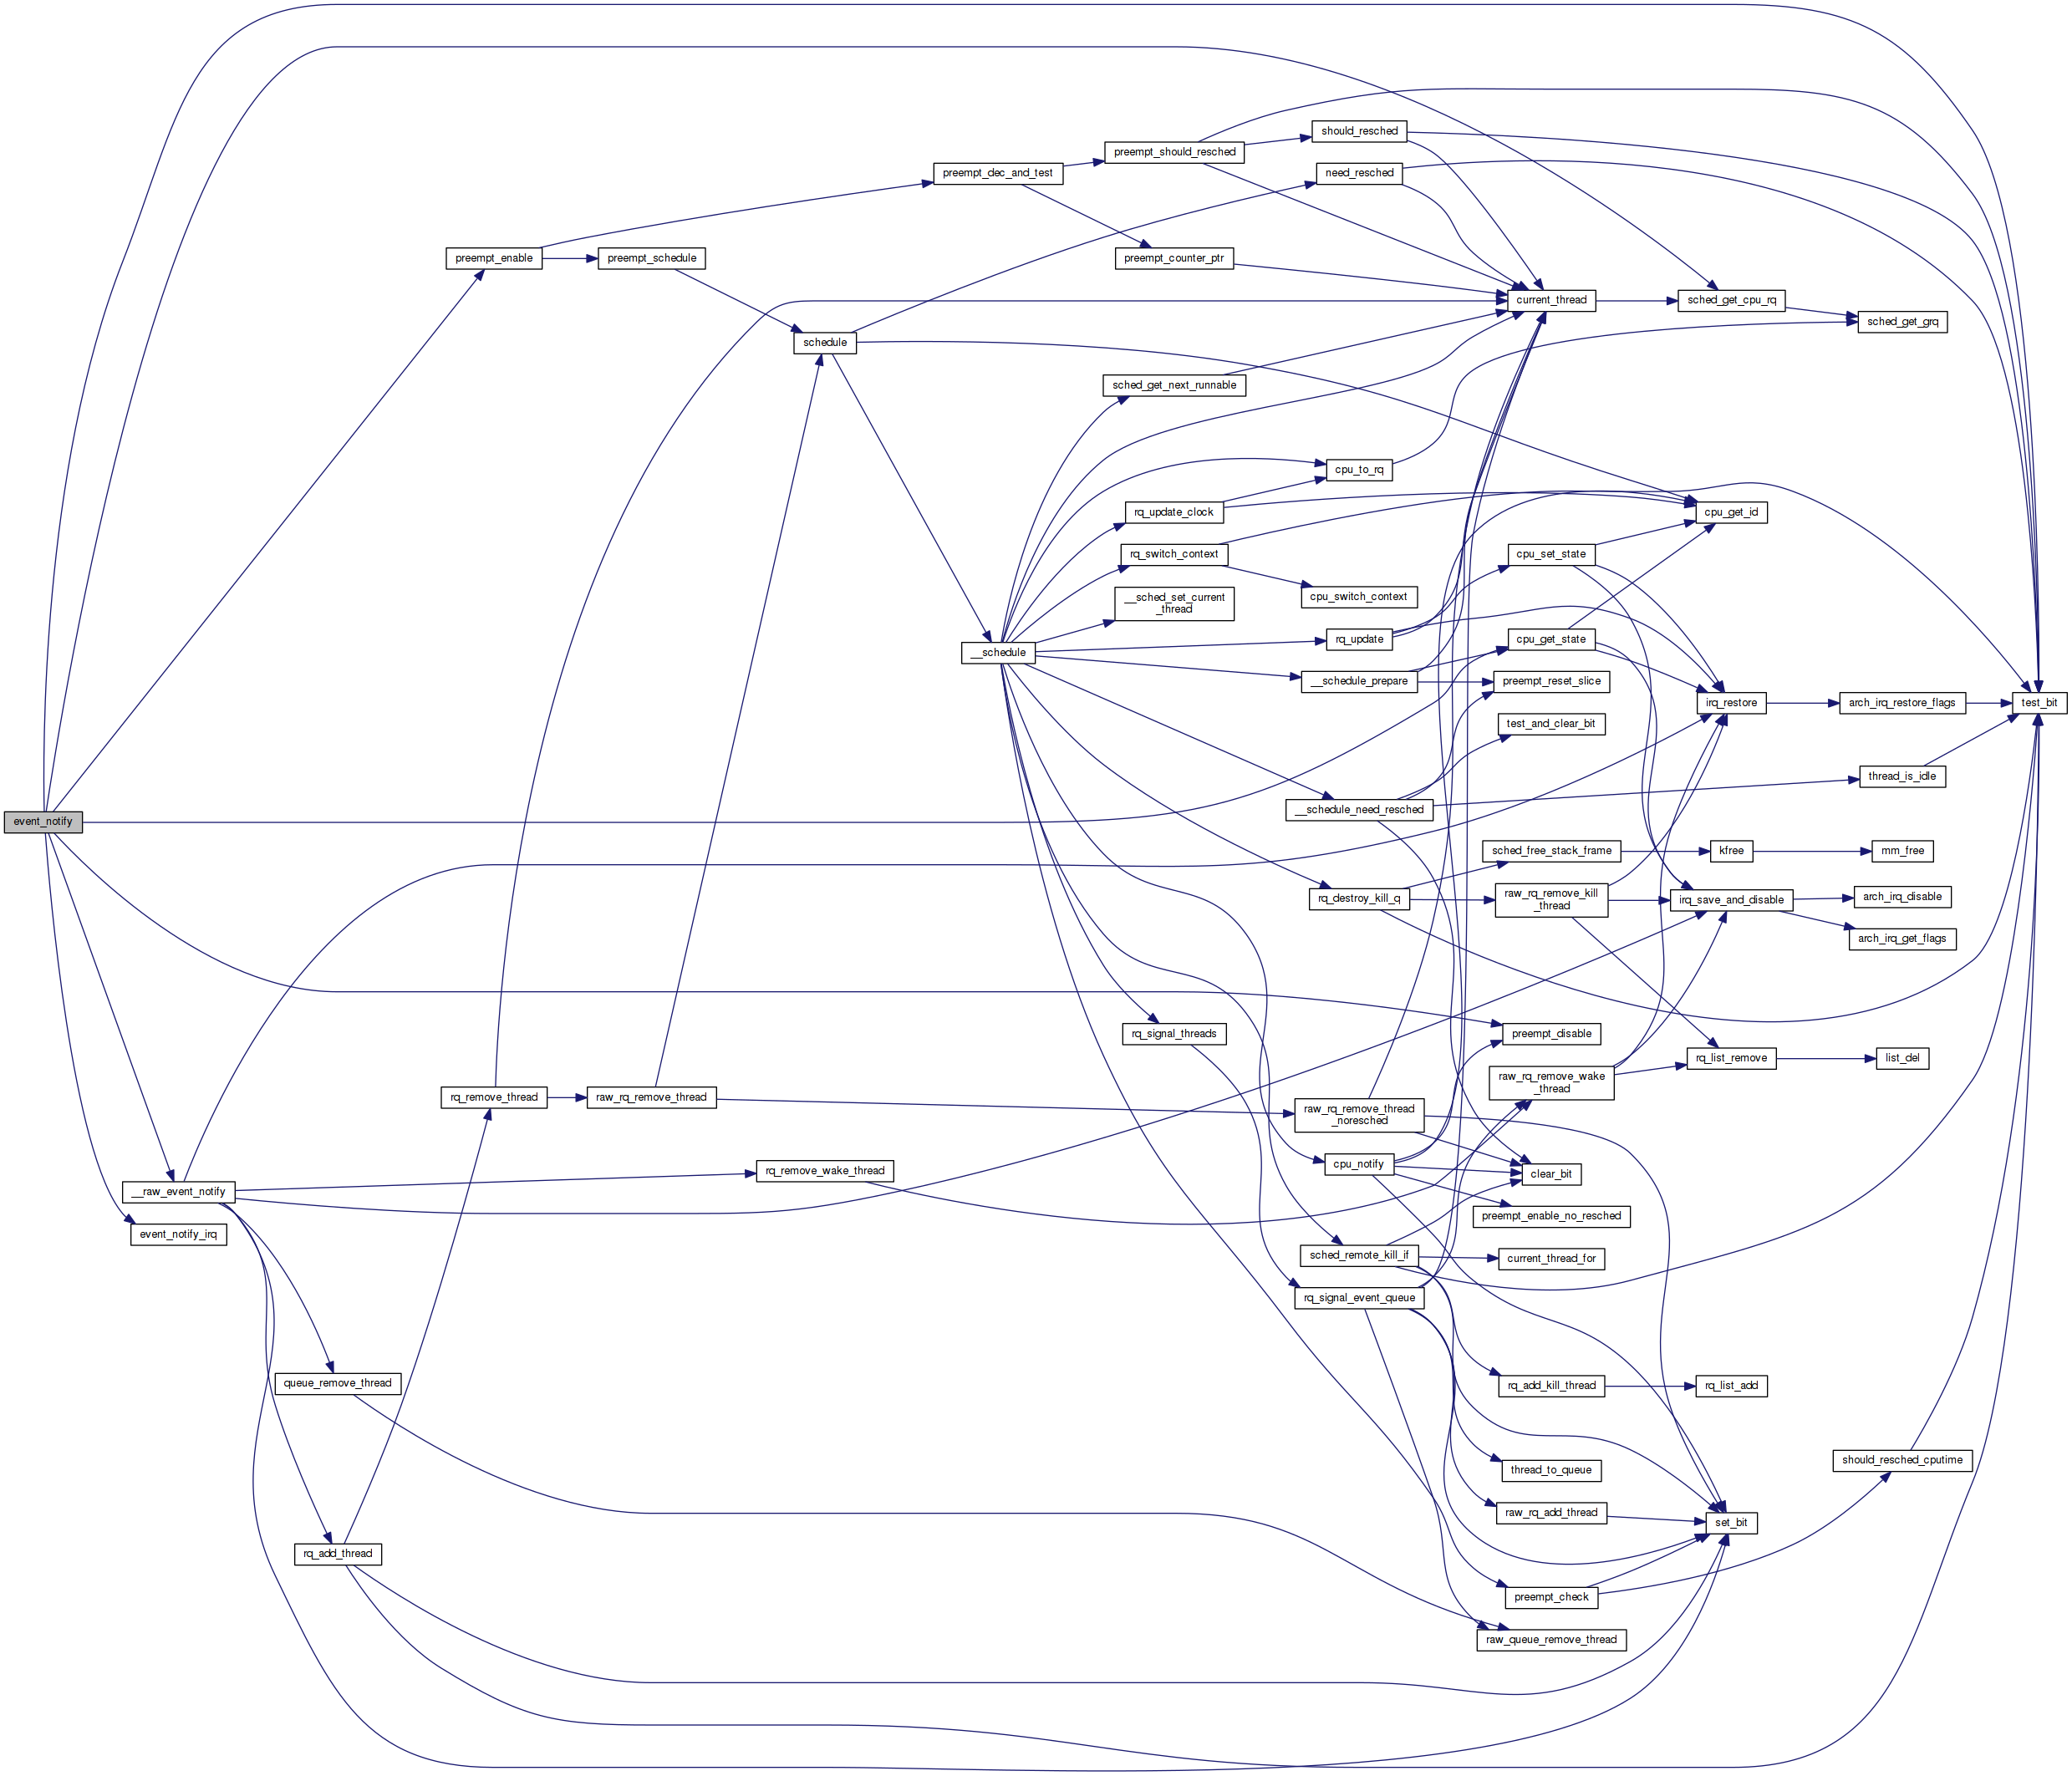 should_resched
preempt_should_resched
need_resched
preempt_dec_and_test
preempt_enable
preempt_schedule
preempt_counter_ptr
current_thread
sched_get_cpu_rq
sched_get_grq
schedule
sched_get_next_runnable
cpu_to_rq
rq_update_clock
cpu_get_id
rq_switch_context
cpu_set_state
cpu_switch_context
__sched_set_current
_thread
rq_update
cpu_get_state
__schedule
__schedule_prepare
preempt_reset_slice
irq_restore
arch_irq_restore_flags
test_bit
test_and_clear_bit
thread_is_idle
event_notify
__schedule_need_resched
sched_free_stack_frame
kfree
mm_free
rq_destroy_kill_q
raw_rq_remove_kill
_thread
irq_save_and_disable
arch_irq_disable
arch_irq_get_flags
rq_signal_threads
preempt_disable
rq_list_remove
list_del
raw_rq_remove_wake
_thread
rq_remove_thread
raw_rq_remove_thread
raw_rq_remove_thread
_noresched
cpu_notify
rq_remove_wake_thread
clear_bit
__raw_event_notify
preempt_enable_no_resched
event_notify_irq
sched_remote_kill_if
current_thread_for
rq_signal_event_queue
queue_remove_thread
rq_add_kill_thread
rq_list_add
should_resched_cputime
thread_to_queue
raw_rq_add_thread
set_bit
rq_add_thread
preempt_check
raw_queue_remove_thread